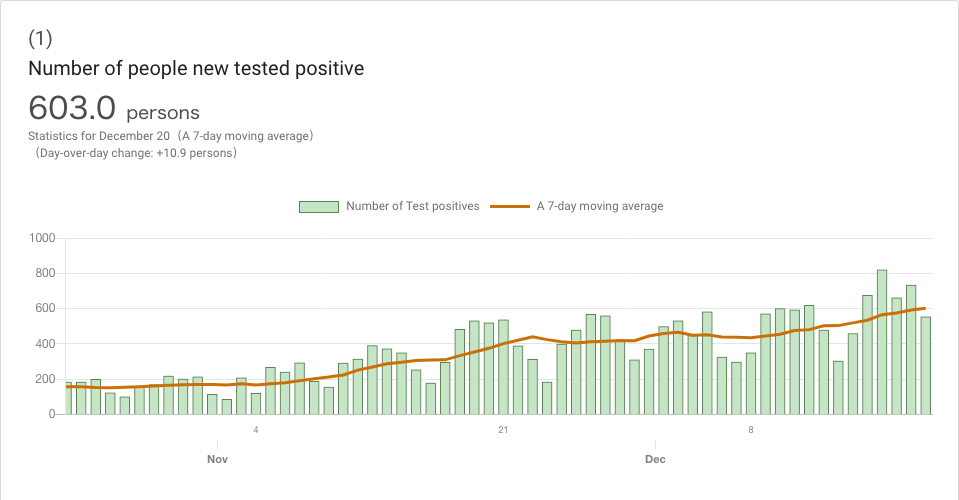 (1)
Number of people new tested positive
603.0 persons
Statistics for December 20（A 7-day moving average）
（Day-over-day change: +10.9 persons）
Number of Test positives A 7-day moving average
1000
800
600
400
200
0
4 21 8
Nov Dec